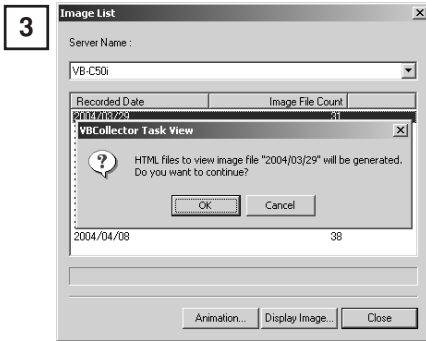 3
Image List
Server Name :
VB-C50i
Recorded Date Image File Count
2004/03/29 31
VBCollector Task View
HTML files to view image file "2004/03/29" will be generated.
Do you want to continue?
OK Cancel
2004/04/08 38
Animation... Display Image... Close